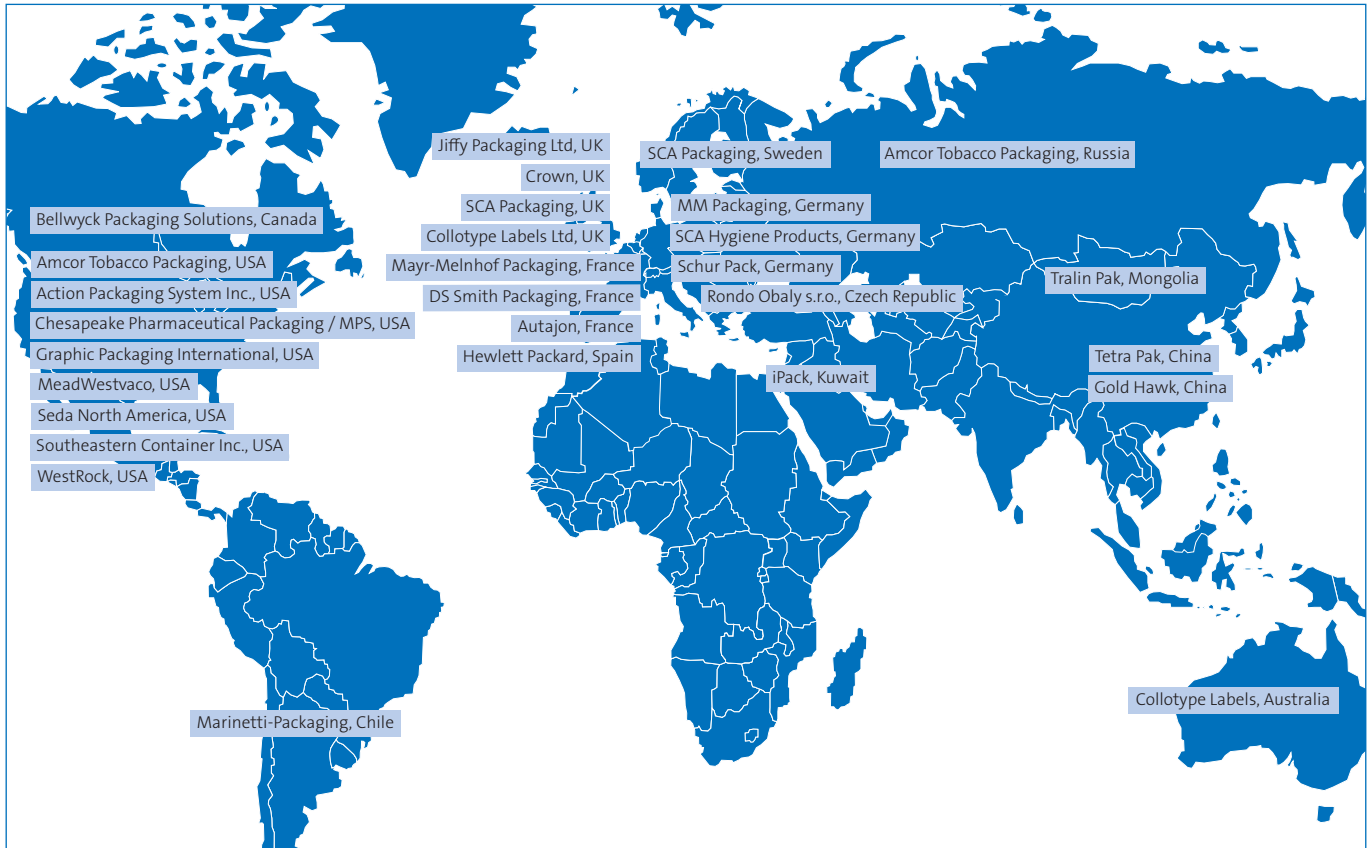 Jiffy Packaging Ltd, UK
Crown, UK
SCA Packaging, UK
Collotype Labels Ltd, UK
Mayr-Melnhof Packaging, France
DS Smith Packaging, France
Autajon, France
Hewlett Packard, Spain
SCA Packaging, Sweden
Amcor Tobacco Packaging, Russia
MM Packaging, Germany
SCA Hygiene Products, Germany
Schur Pack, Germany
Rondo Obaly s.r.o., Czech Republic
Bellwyck Packaging Solutions, Canada
Amcor Tobacco Packaging, USA
Action Packaging System Inc., USA
Chesapeake Pharmaceutical Packaging / MPS, USA
Graphic Packaging International, USA
MeadWestvaco, USA
Seda North America, USA
Southeastern Container Inc., USA
WestRock, USA
Tralin Pak, Mongolia
Tetra Pak, China
Gold Hawk, China
iPack, Kuwait
Marinetti-Packaging, Chile
Collotype Labels, Australia